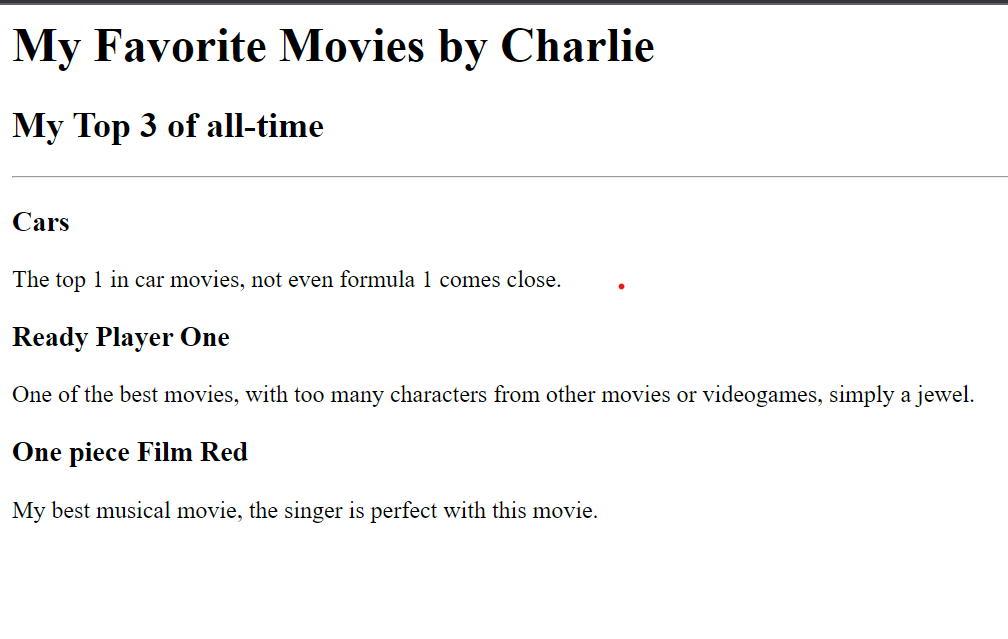 My Favorite Movies by Charlie
My Top 3 of all-time
Cars
The top 1 in car movies, not even formula 1 comes close.
Ready Player One
One of the best movies, with too many characters from other movies or videogames, simply a jewel.
One piece Film Red
My best musical movie, the singer is perfect with this movie.